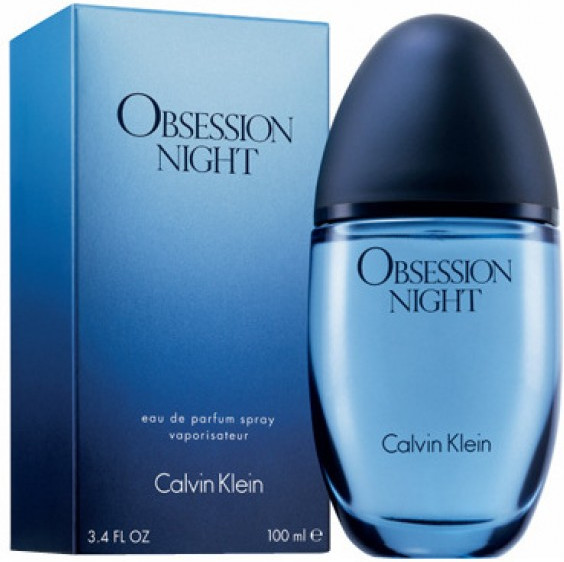 OBSESSION
NIGHT
eau de parfum spray
vaporisateur
Calvin Klein
3.4 FL OZ 100 ml ℮
OBSESSION
NIGHT
Calvin Klein